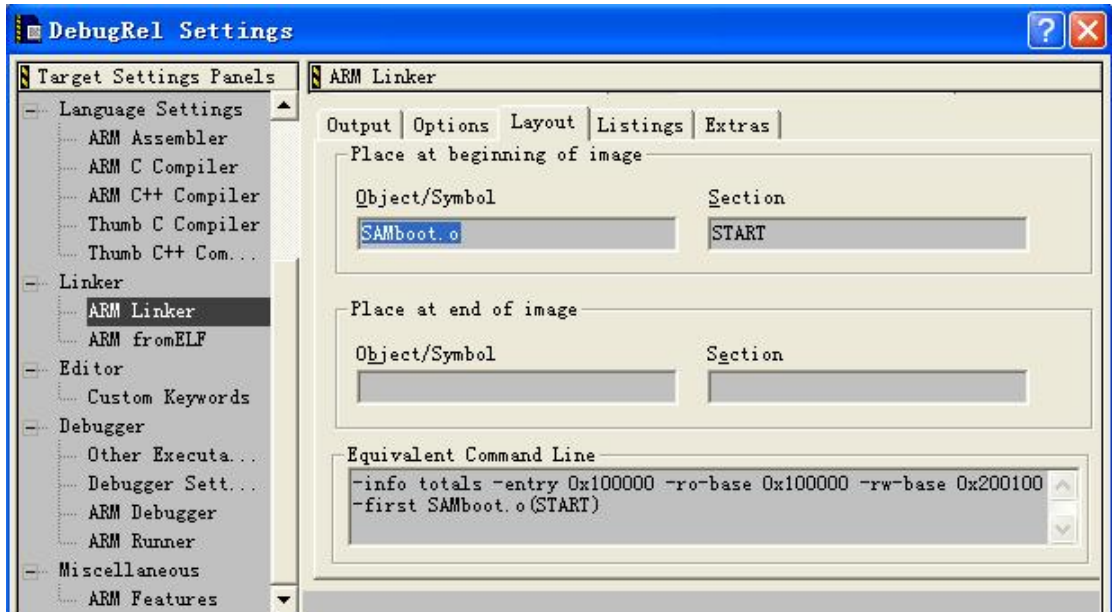 DebugRel Settings
Target Settings Panels
Language Settings
ARM Assembler
ARM C Compiler
ARM C++ Compiler
Thumb C Compiler
Thumb C++ Com...
Linker
ARM Linker
ARM fromELF
Editor
Custom Keywords
Debugger
Other Executa...
Debugger Sett...
ARM Debugger
ARM Runner
Miscellaneous
ARM Features
ARM Linker
Output Options Layout Listings Extras
Place at beginning of image
Object/Symbol Section
SAMboot.o START
Place at end of image
Object/Symbol Section
Equivalent Command Line
-info totals -entry 0x100000 -ro-base 0x100000 -rw-base 0x200100
-first SAMboot.o(START)